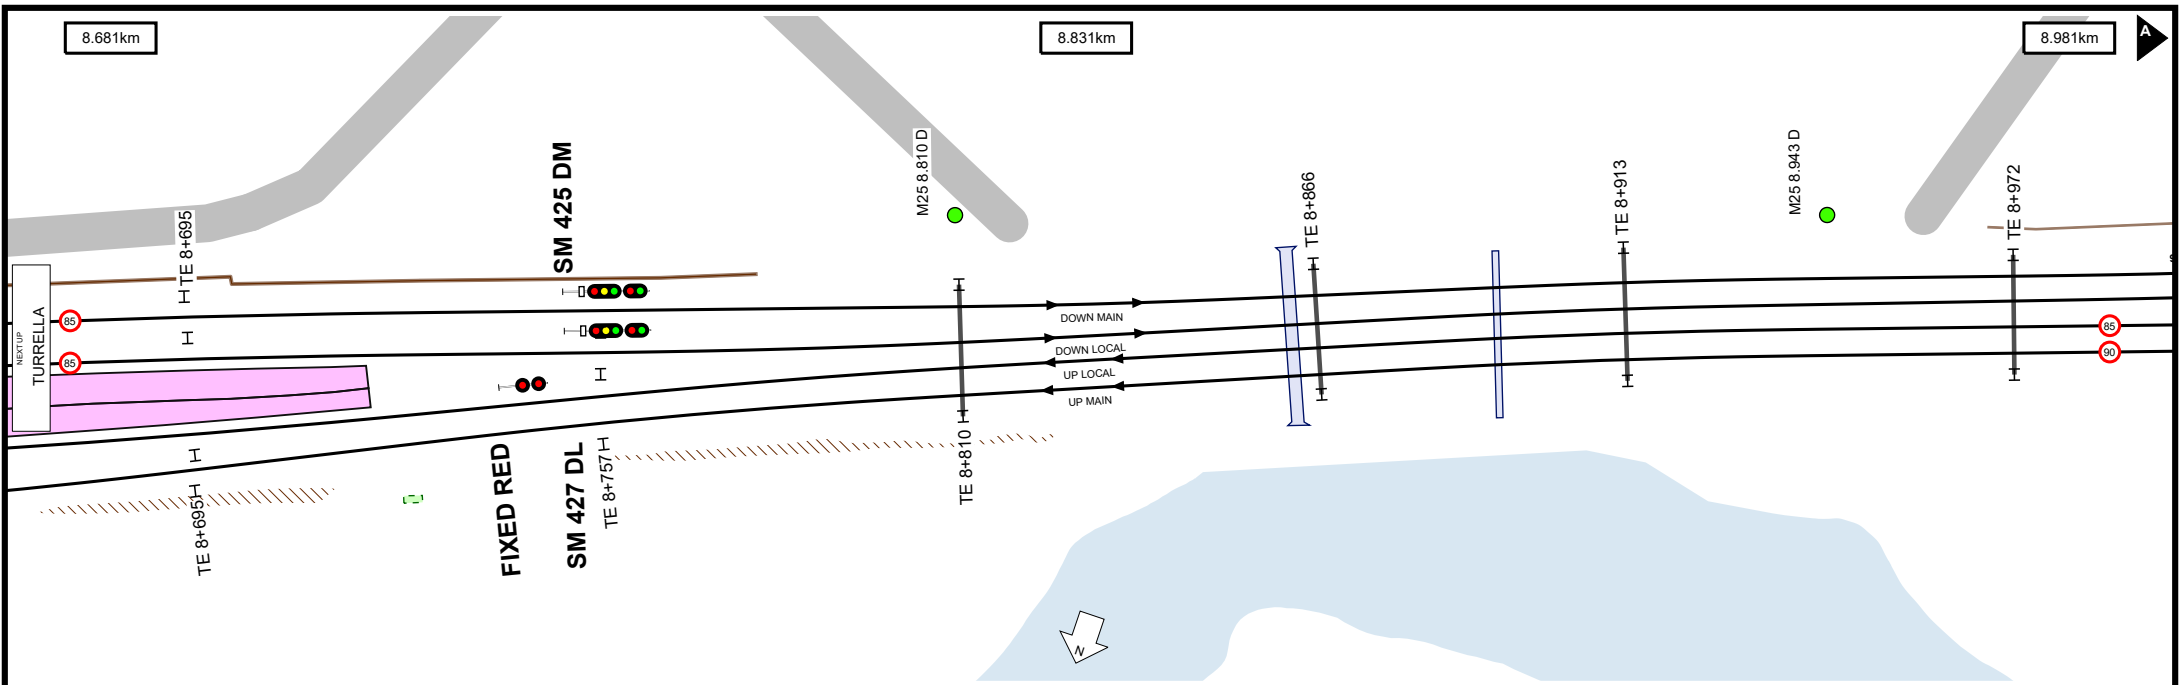 8.681km
8.831km
8.981km
A
M25 8.810 D
M25 8.943 D
SM 425 DM
TE 8+695
TE 8+866
TE 8+913
TE 8+972
NEXT UP
TURRELLA
85
85
DOWN MAIN
DOWN LOCAL
UP LOCAL
UP MAIN
85
90
FIXED RED
SM 427 DL
TE 8+757
TE 8+810
TE 8+695
N